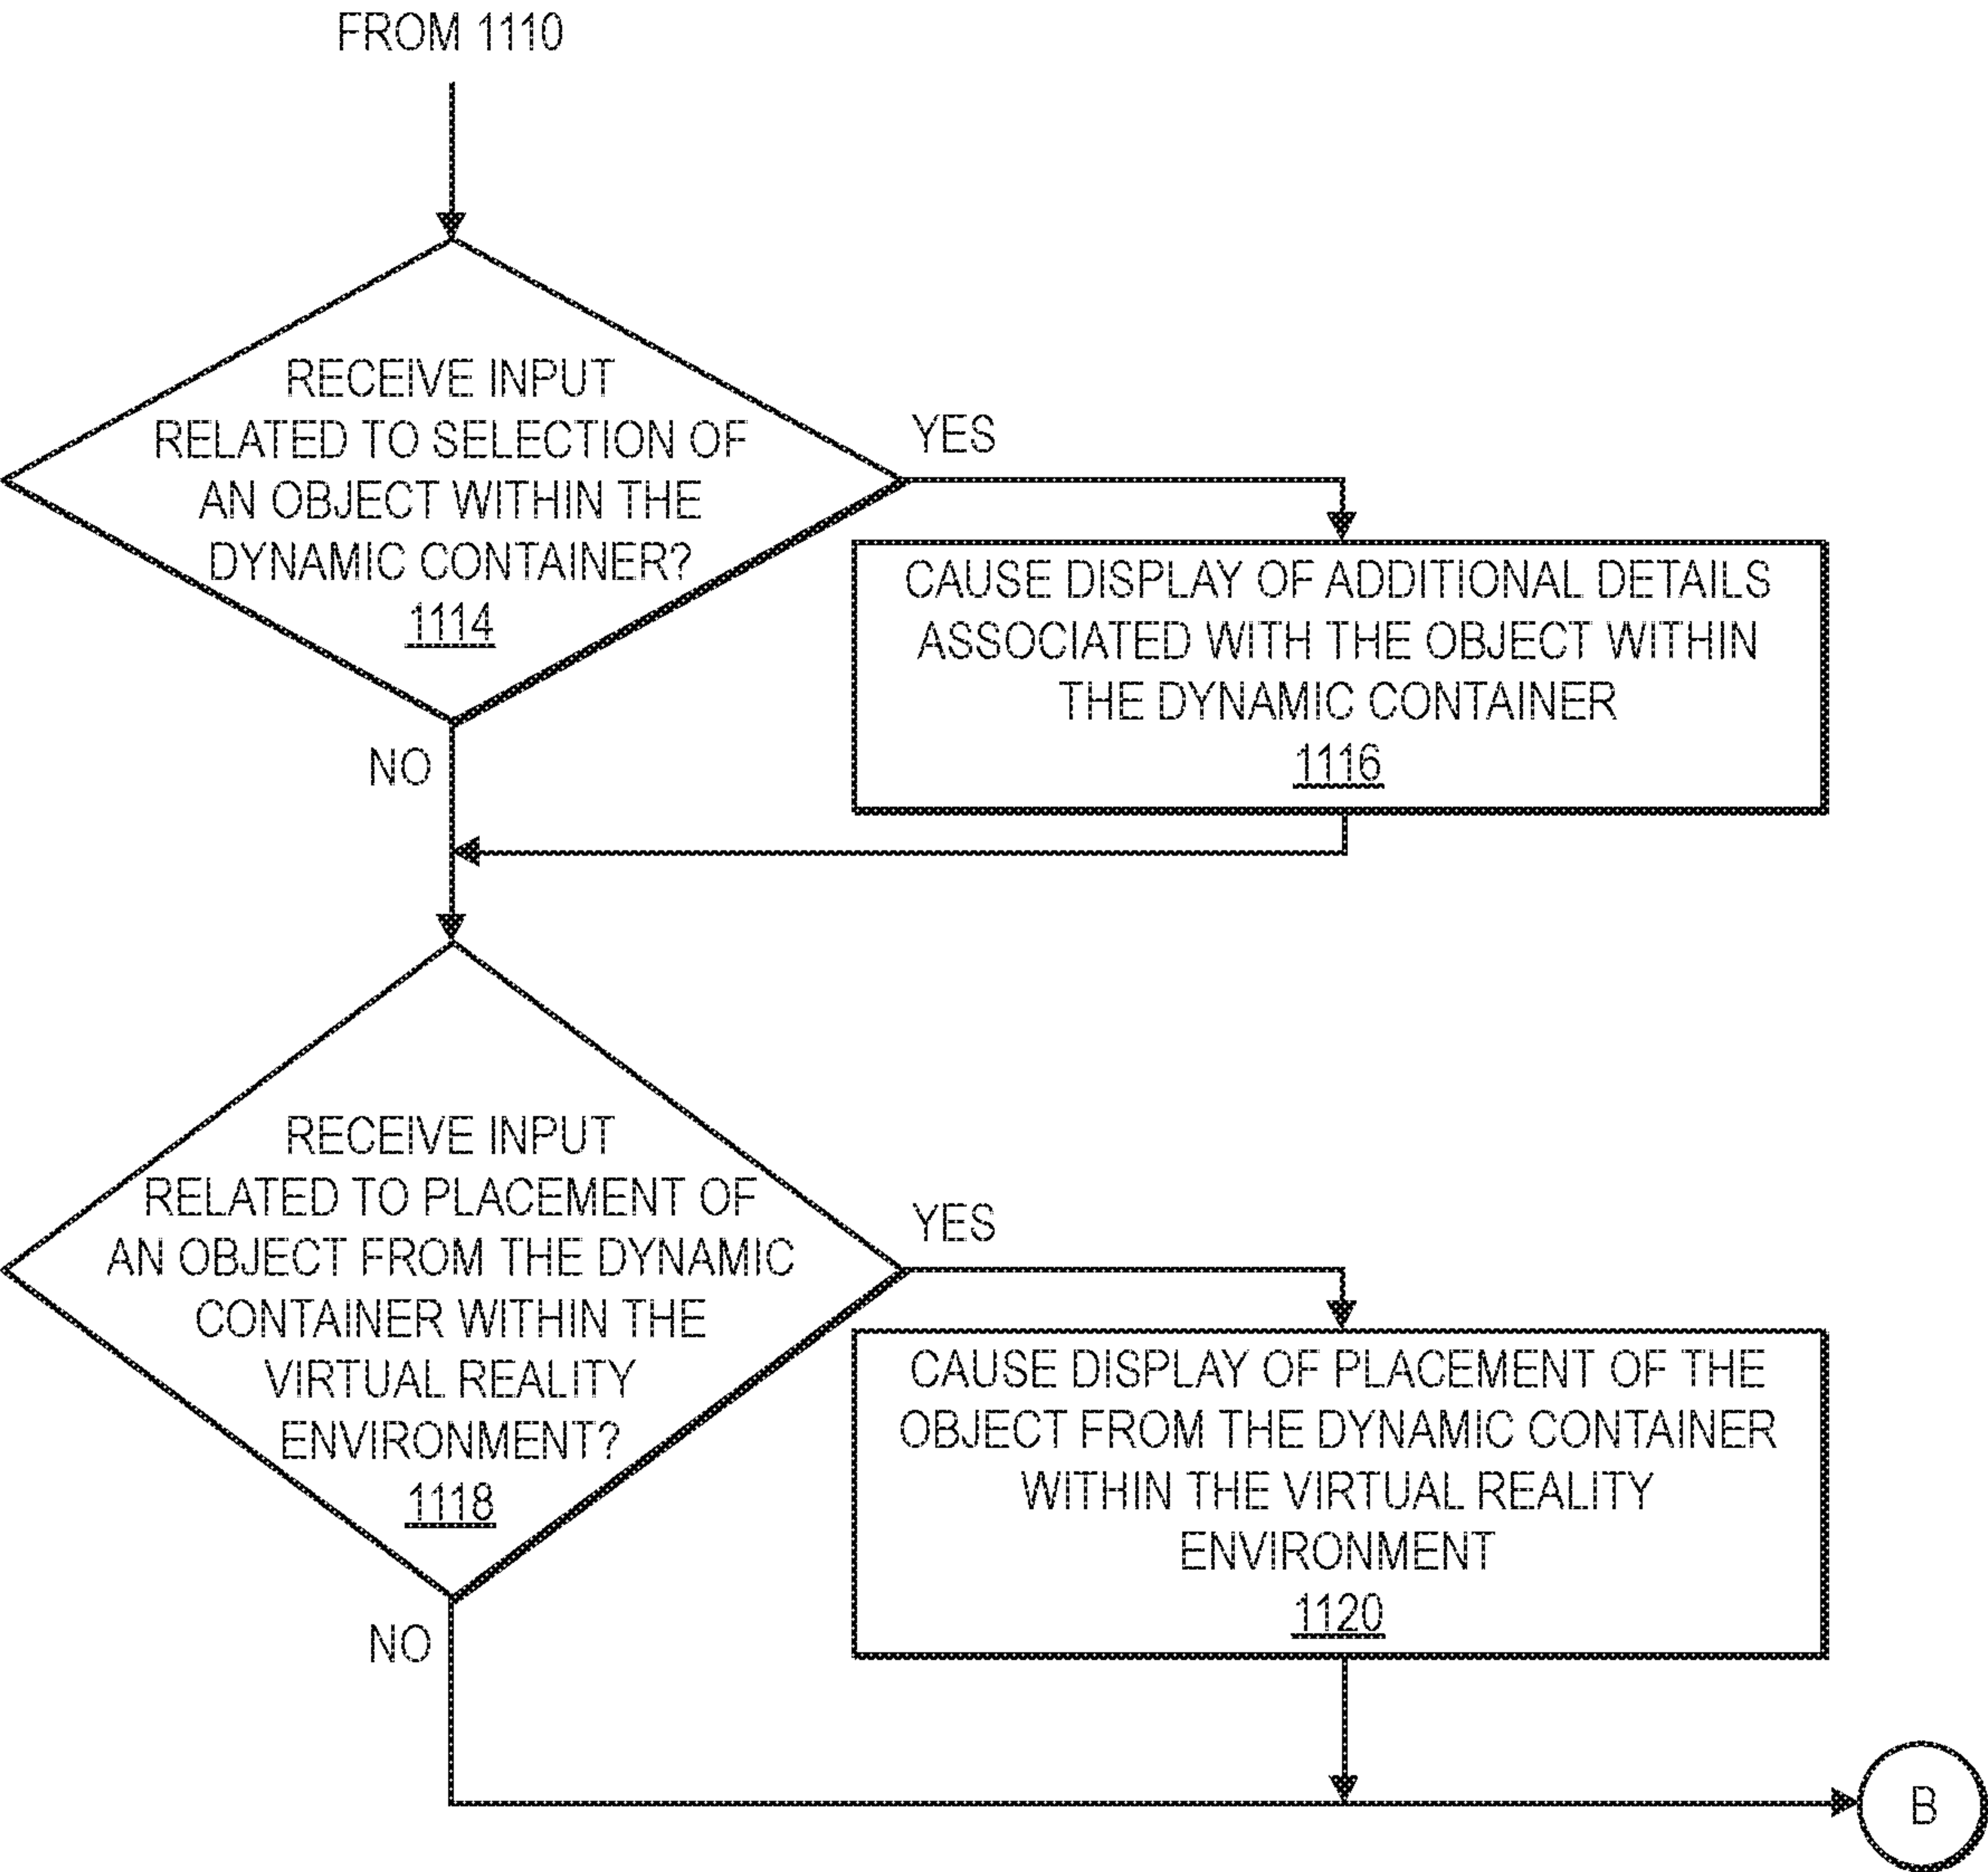 FROM 1110
RECEIVE INPUT
RELATED TO SELECTION OF
AN OBJECT WITHIN THE
DYNAMIC CONTAINER?
1114
YES
NO
CAUSE DISPLAY OF ADDITIONAL DETAILS
ASSOCIATED WITH THE OBJECT WITHIN
THE DYNAMIC CONTAINER
1116
RECEIVE INPUT
RELATED TO PLACEMENT OF
AN OBJECT FROM THE DYNAMIC
CONTAINER WITHIN THE
VIRTUAL REALITY
ENVIRONMENT?
1118
YES
NO
CAUSE DISPLAY OF PLACEMENT OF THE
OBJECT FROM THE DYNAMIC CONTAINER
WITHIN THE VIRTUAL REALITY
ENVIRONMENT
1120
B